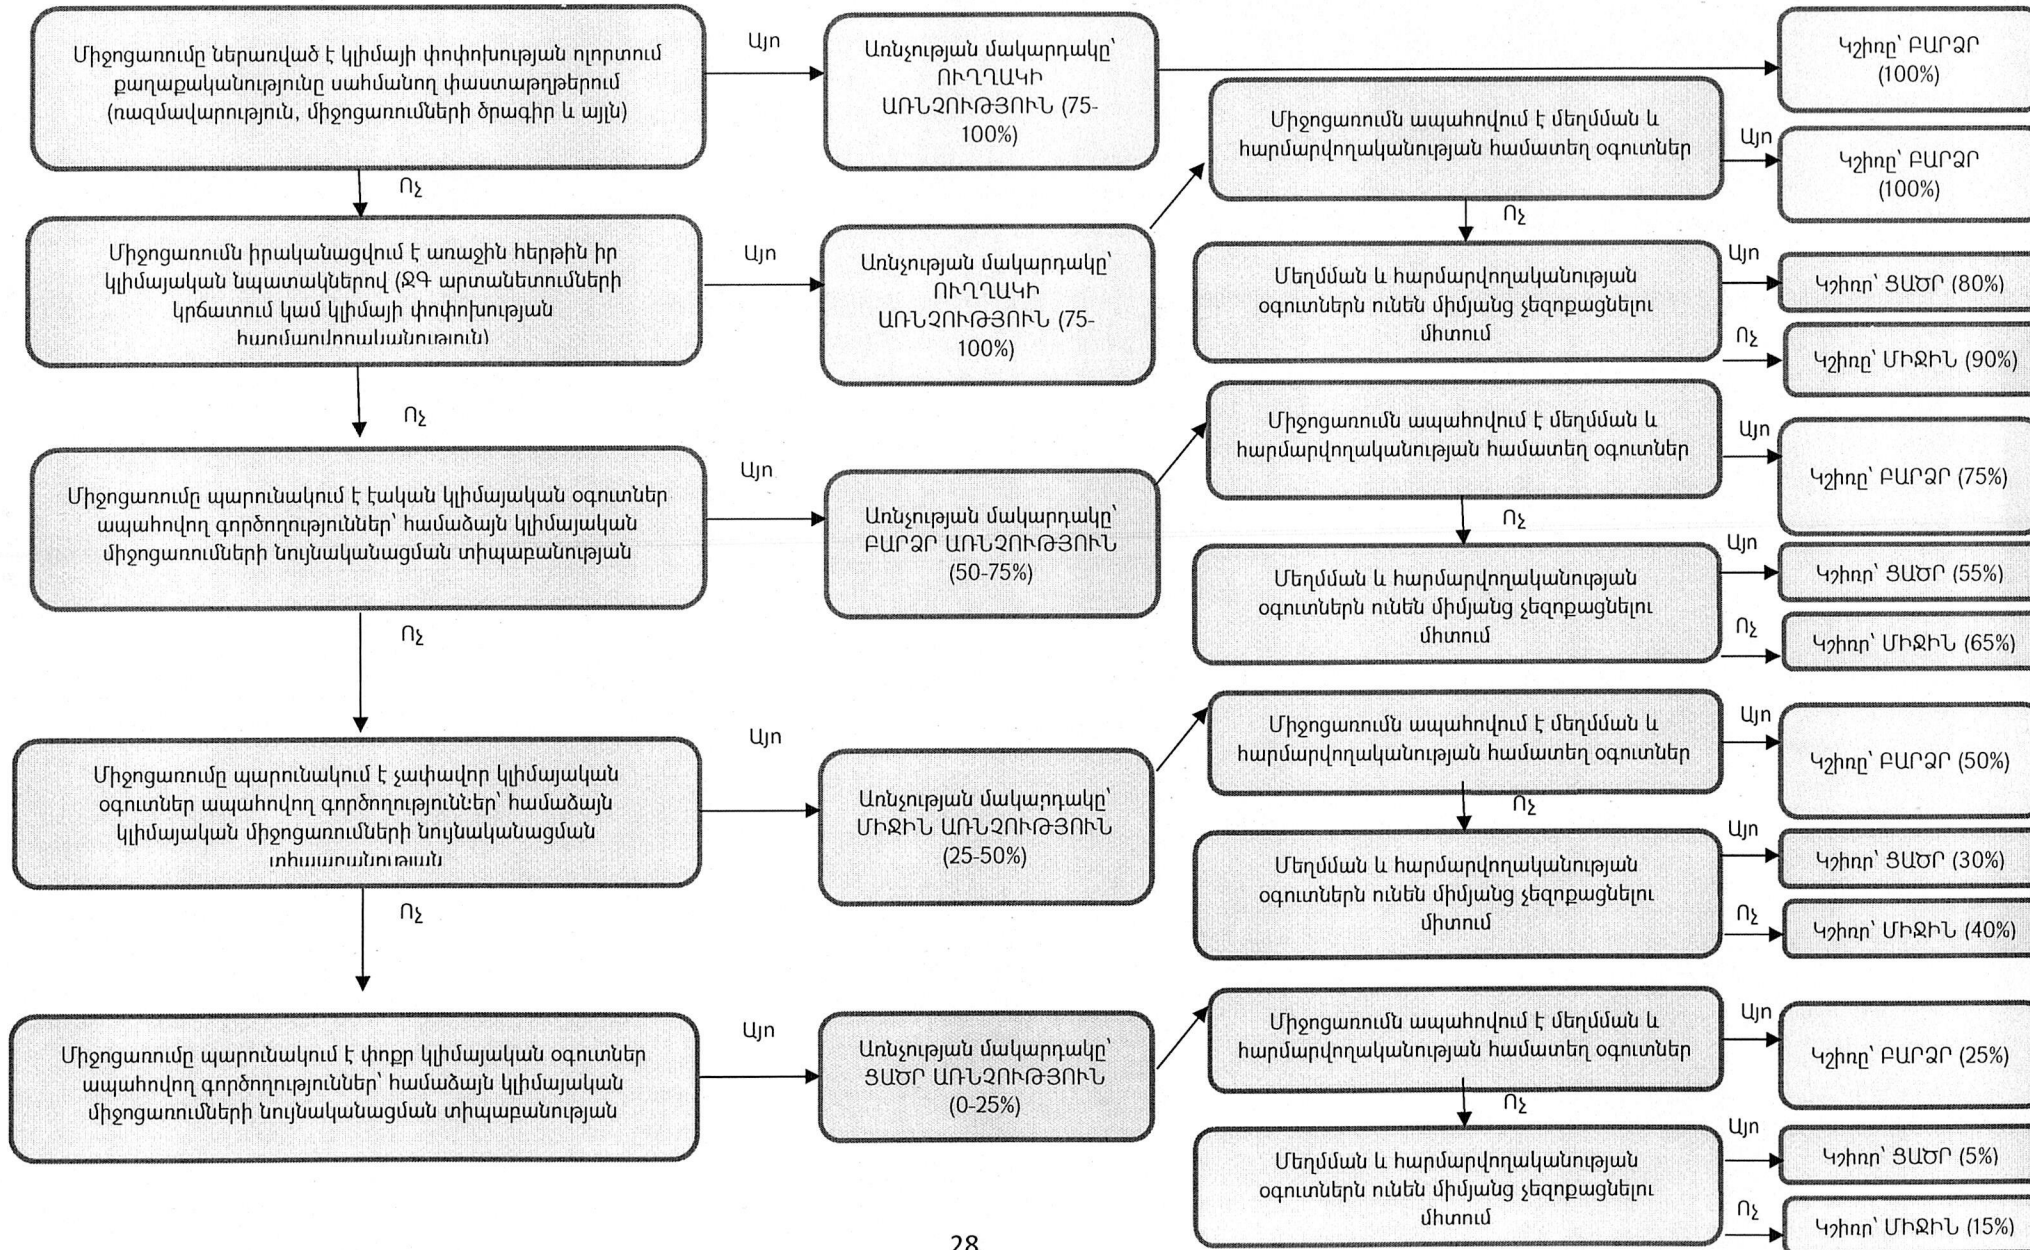 Միջոցառումը ներառված է կլիմայի փոփոխության ոլորտում
քաղաքականությունը սահմանող փաստաթղթերում
(ռազմավարություն, միջոցառումների ծրագիր և այլն)
Այո
Առնչության մակարդակը՝
ՈՒՂՂԱԿԻ
ԱՌՆՉՈՒԹՅՈՒՆ (75-
100%)
Կշիռը՝ ԲԱՐՁՐ
(100%)
Ոչ
Միջոցառումն իրականացվում է առաջին հերթին իր
կլիմայական նպատակներով (ՋԳ արտանետումների
կրճատում կամ կլիմայի փոփոխության
հարմարվողականություն)
Այո
Առնչության մակարդակը՝
ՈՒՂՂԱԿԻ
ԱՌՆՉՈՒԹՅՈՒՆ (75-
100%)
Միջոցառումն ապահովում է մեղմման և
հարմարվողականության համատեղ օգուտներ
Այո
Կշիռը՝ ԲԱՐՁՐ
(100%)
Ոչ
Մեղմման և հարմարվողականության
օգուտներն ունեն միմյանց չեզոքացնելու
միտում
Այո
Կշիռը՝ ՑԱԾՐ (80%)
Ոչ
Կշիռը՝ ՄԻՋԻՆ (90%)
Ոչ
Միջոցառումը պարունակում է էական կլիմայական օգուտներ
ապահովող գործողություններ՝ համաձայն կլիմայական
միջոցառումների նույնականացման տիպաբանության
Այո
Առնչության մակարդակը՝
ԲԱՐՁՐ ԱՌՆՉՈՒԹՅՈՒՆ
(50-75%)
Միջոցառումն ապահովում է մեղմման և
հարմարվողականության համատեղ օգուտներ
Այո
Կշիռը՝ ԲԱՐՁՐ (75%)
Ոչ
Մեղմման և հարմարվողականության
օգուտներն ունեն միմյանց չեզոքացնելու
միտում
Այո
Կշիռը՝ ՑԱԾՐ (55%)
Ոչ
Կշիռը՝ ՄԻՋԻՆ (65%)
Ոչ
Միջոցառումը պարունակում է չափավոր կլիմայական
օգուտներ ապահովող գործողություններ՝ համաձայն
կլիմայական միջոցառումների նույնականացման
տիպաբանության
Այո
Առնչության մակարդակը՝
ՄԻՋԻՆ ԱՌՆՉՈՒԹՅՈՒՆ
(25-50%)
Միջոցառումն ապահովում է մեղմման և
հարմարվողականության համատեղ օգուտներ
Այո
Կշիռը՝ ԲԱՐՁՐ (50%)
Ոչ
Մեղմման և հարմարվողականության
օգուտներն ունեն միմյանց չեզոքացնելու
միտում
Այո
Կշիռը՝ ՑԱԾՐ (30%)
Ոչ
Կշիռը՝ ՄԻՋԻՆ (40%)
Ոչ
Միջոցառումը պարունակում է փոքր կլիմայական օգուտներ
ապահովող գործողություններ՝ համաձայն կլիմայական
միջոցառումների նույնականացման տիպաբանության
Այո
Առնչության մակարդակը՝
ՑԱԾՐ ԱՌՆՉՈՒԹՅՈՒՆ
(0-25%)
Միջոցառումն ապահովում է մեղմման և
հարմարվողականության համատեղ օգուտներ
Այո
Կշիռը՝ ԲԱՐՁՐ (25%)
Ոչ
Մեղմման և հարմարվողականության
օգուտներն ունեն միմյանց չեզոքացնելու
միտում
Այո
Կշիռը՝ ՑԱԾՐ (5%)
Ոչ
Կշիռը՝ ՄԻՋԻՆ (15%)
28